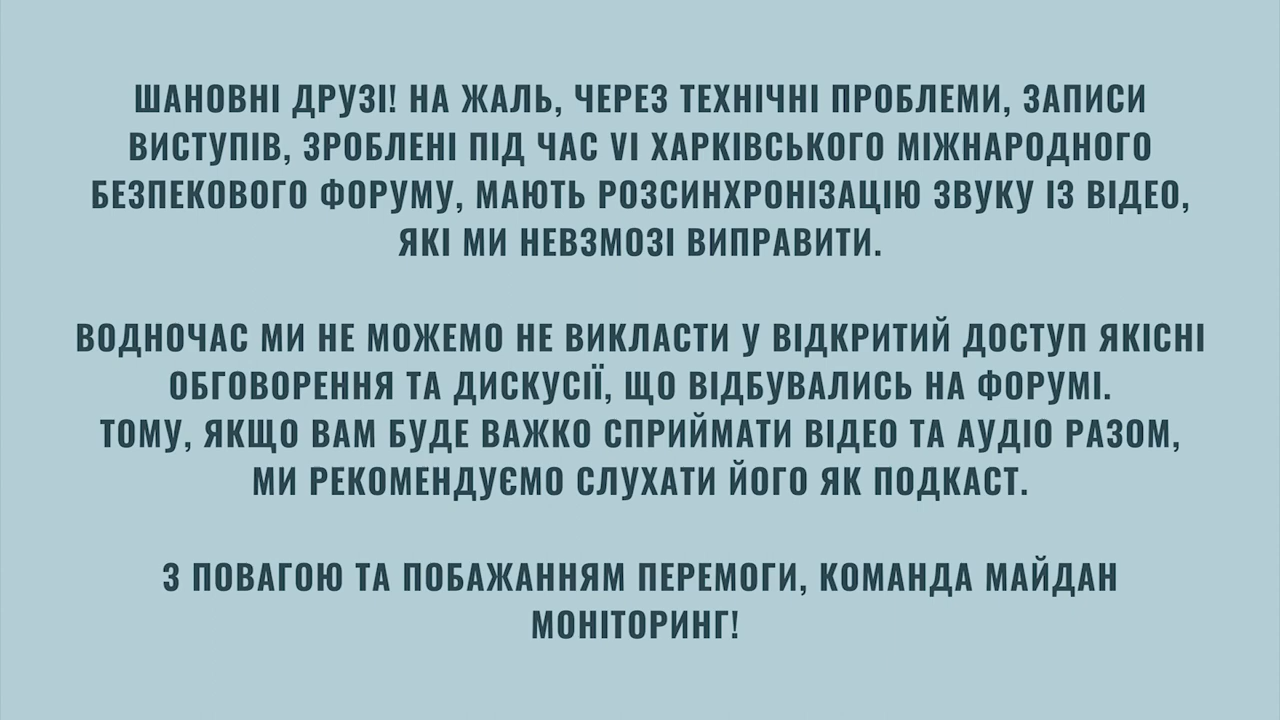 ШАНОВНІ ДРУЗІ! НА ЖАЛЬ, ЧЕРЕЗ ТЕХНІЧНІ ПРОБЛЕМИ, ЗАПИСИ
ВИСТУПІВ, ЗРОБЛЕНІ ПІД ЧАС VI ХАРКІВСЬКОГО МІЖНАРОДНОГО
БЕЗПЕКОВОГО ФОРУМУ, МАЮТЬ РОЗСИНХРОНІЗАЦІЮ ЗВУКУ ІЗ ВІДЕО,
ЯКІ МИ НЕВЗМОЗІ ВИПРАВИТИ.
ВОДНОЧАС МИ НЕ МОЖЕМО НЕ ВИКЛАСТИ У ВІДКРИТИЙ ДОСТУП ЯКІСНІ
ОБГОВОРЕННЯ ТА ДИСКУСІЇ, ЩО ВІДБУВАЛИСЬ НА ФОРУМІ.
ТОМУ, ЯКЩО ВАМ БУДЕ ВАЖКО СПРИЙМАТИ ВІДЕО ТА АУДІО РАЗОМ,
МИ РЕКОМЕНДУЄМО СЛУХАТИ ЙОГО ЯК ПОДКАСТ.
З ПОВАГОЮ ТА ПОБАЖАННЯМ ПЕРЕМОГИ, КОМАНДА МАЙДАН
МОНІТОРИНГ!